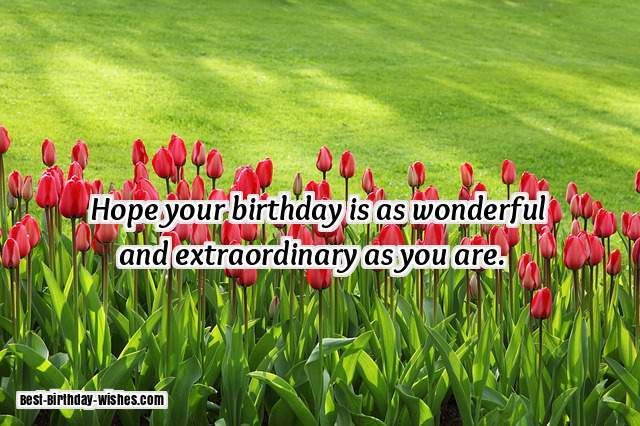 Hope your birthday is as wonderful
and extraordinary as you are.
best-birthday-wishes.com